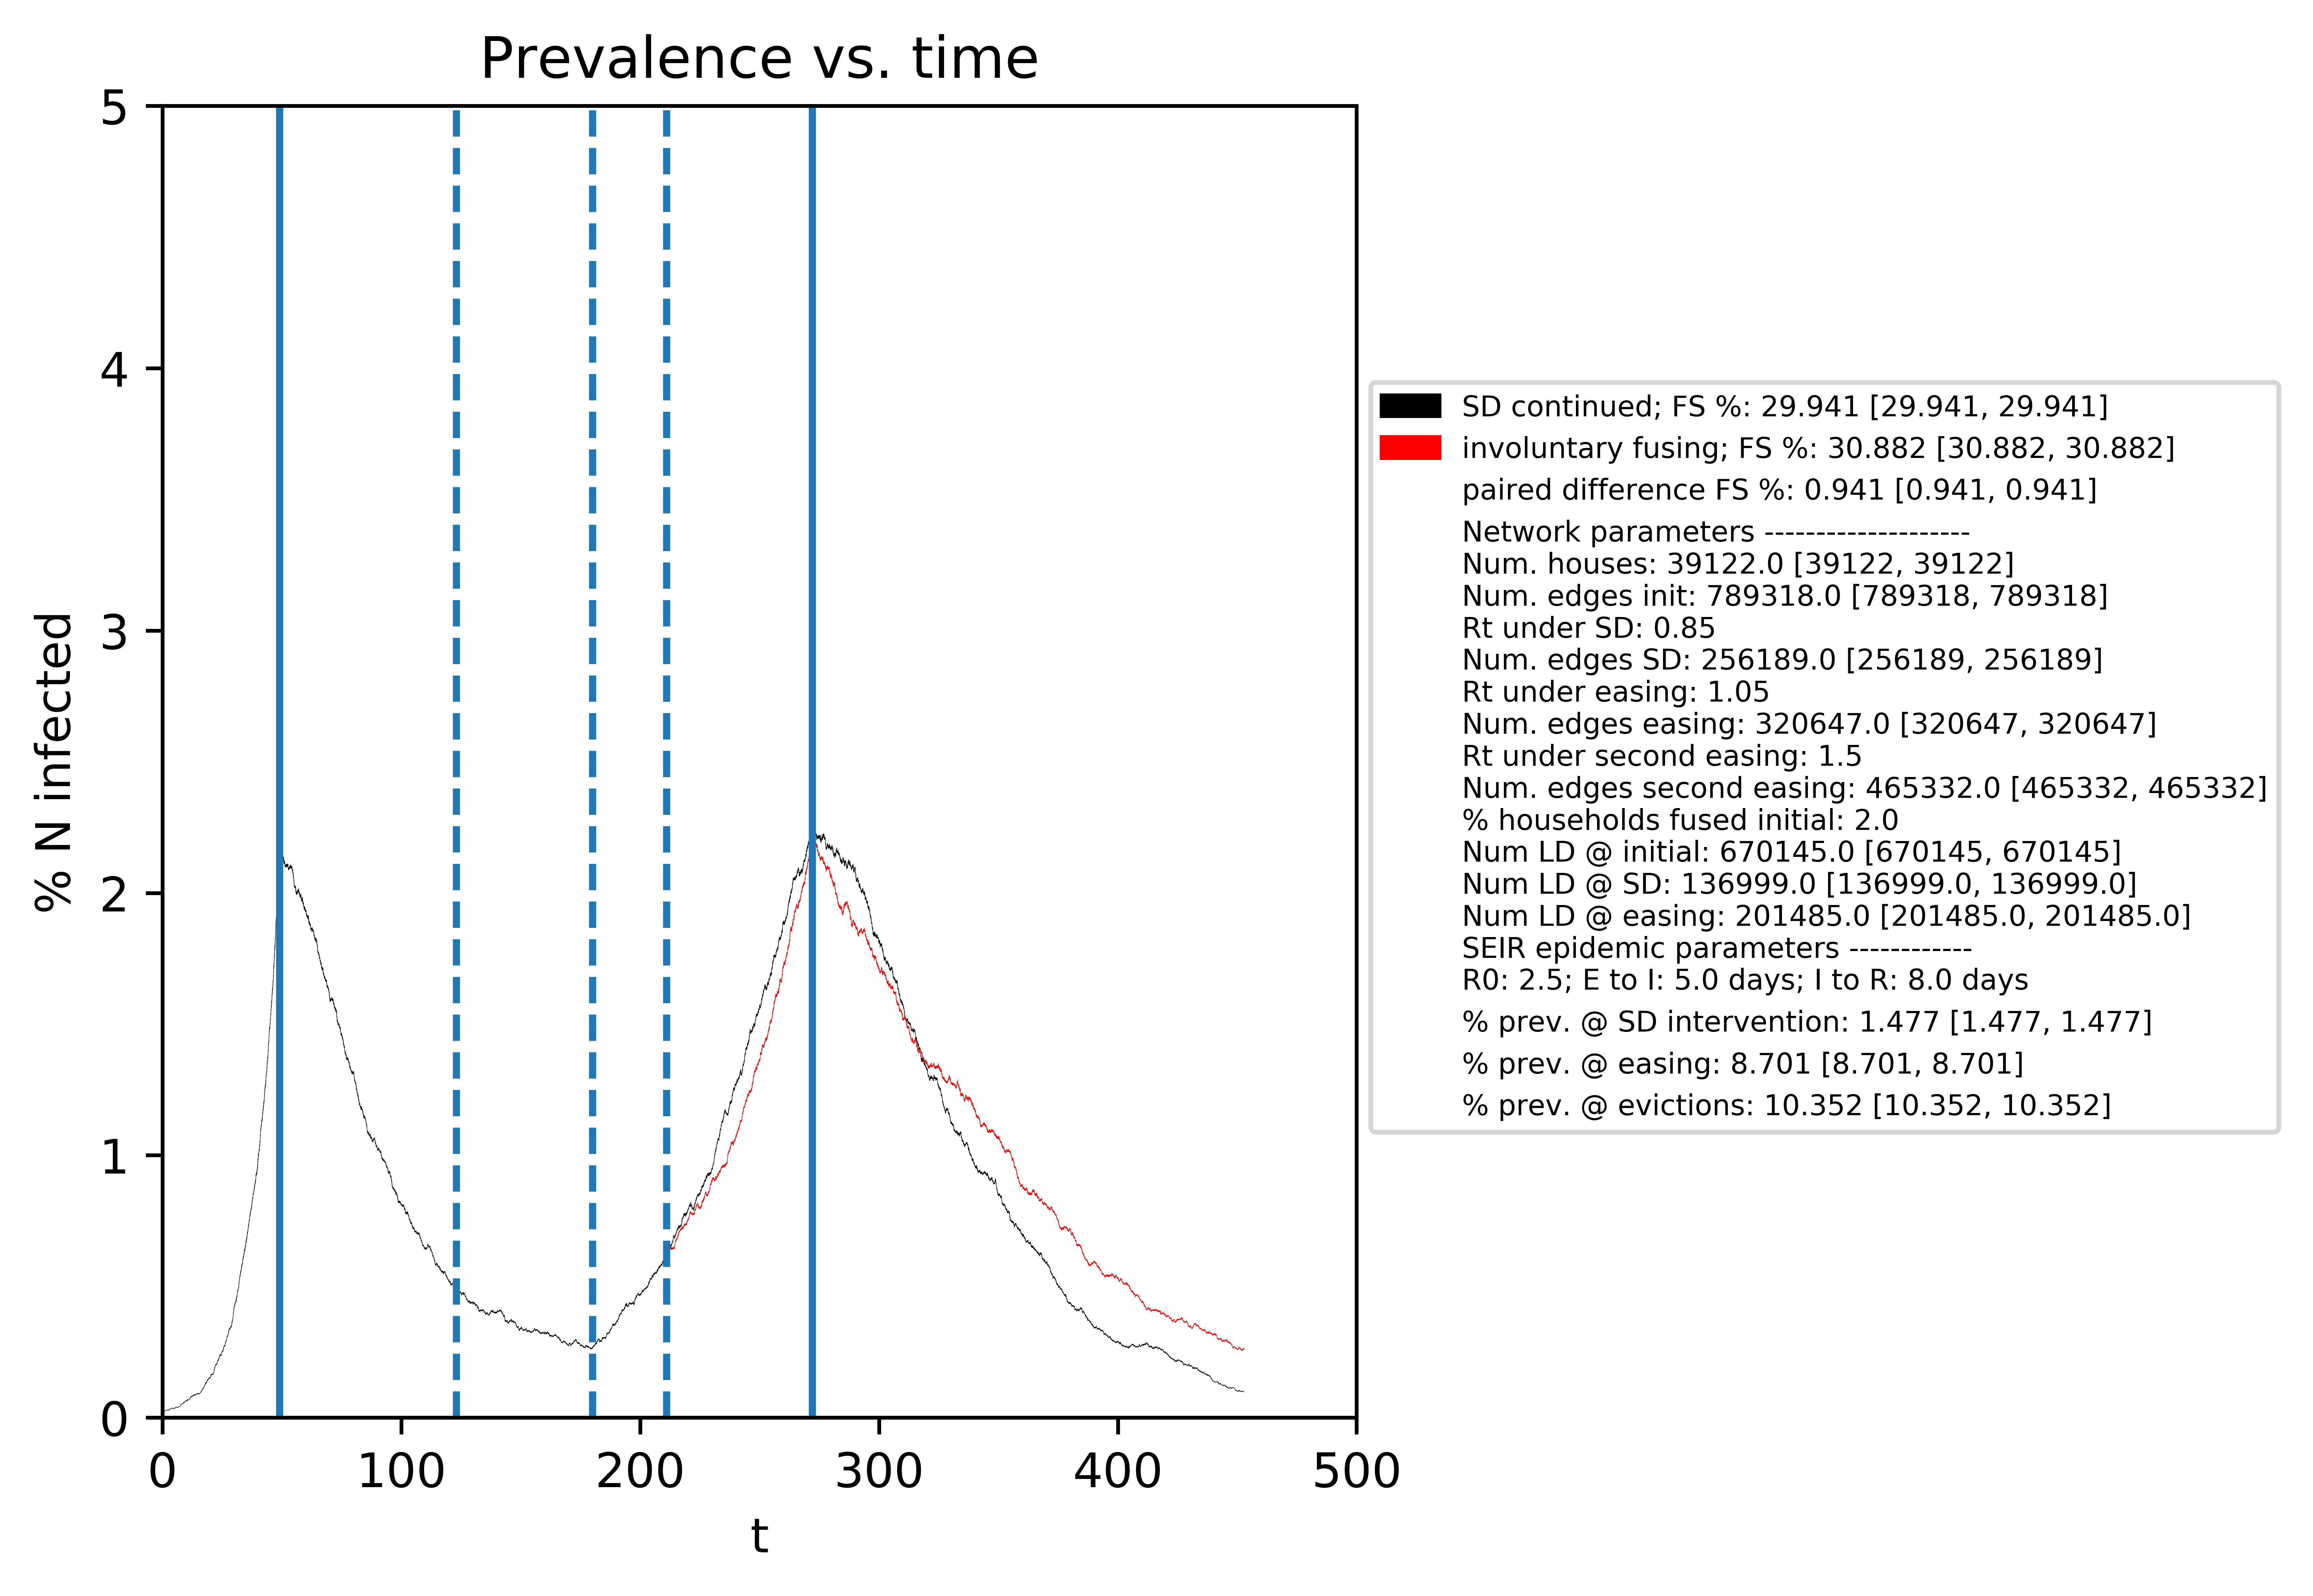 Prevalence vs. time
5
4
3
2
1
0
% N infected
0 100 200 300 400 500
t
SD continued; FS %: 29.941 [29.941, 29.941]
involuntary fusing; FS %: 30.882 [30.882, 30.882]
paired difference FS %: 0.941 [0.941, 0.941]
Network parameters --------------------
Num. houses: 39122.0 [39122, 39122]
Num. edges init: 789318.0 [789318, 789318]
Rt under SD: 0.85
Num. edges SD: 256189.0 [256189, 256189]
Rt under easing: 1.05
Num. edges easing: 320647.0 [320647, 320647]
Rt under second easing: 1.5
Num. edges second easing: 465332.0 [465332, 465332]
% households fused initial: 2.0
Num LD @ initial: 670145.0 [670145, 670145]
Num LD @ SD: 136999.0 [136999.0, 136999.0]
Num LD @ easing: 201485.0 [201485.0, 201485.0]
SEIR epidemic parameters ------------
R0: 2.5; E to I: 5.0 days; I to R: 8.0 days
% prev. @ SD intervention: 1.477 [1.477, 1.477]
% prev. @ easing: 8.701 [8.701, 8.701]
% prev. @ evictions: 10.352 [10.352, 10.352]